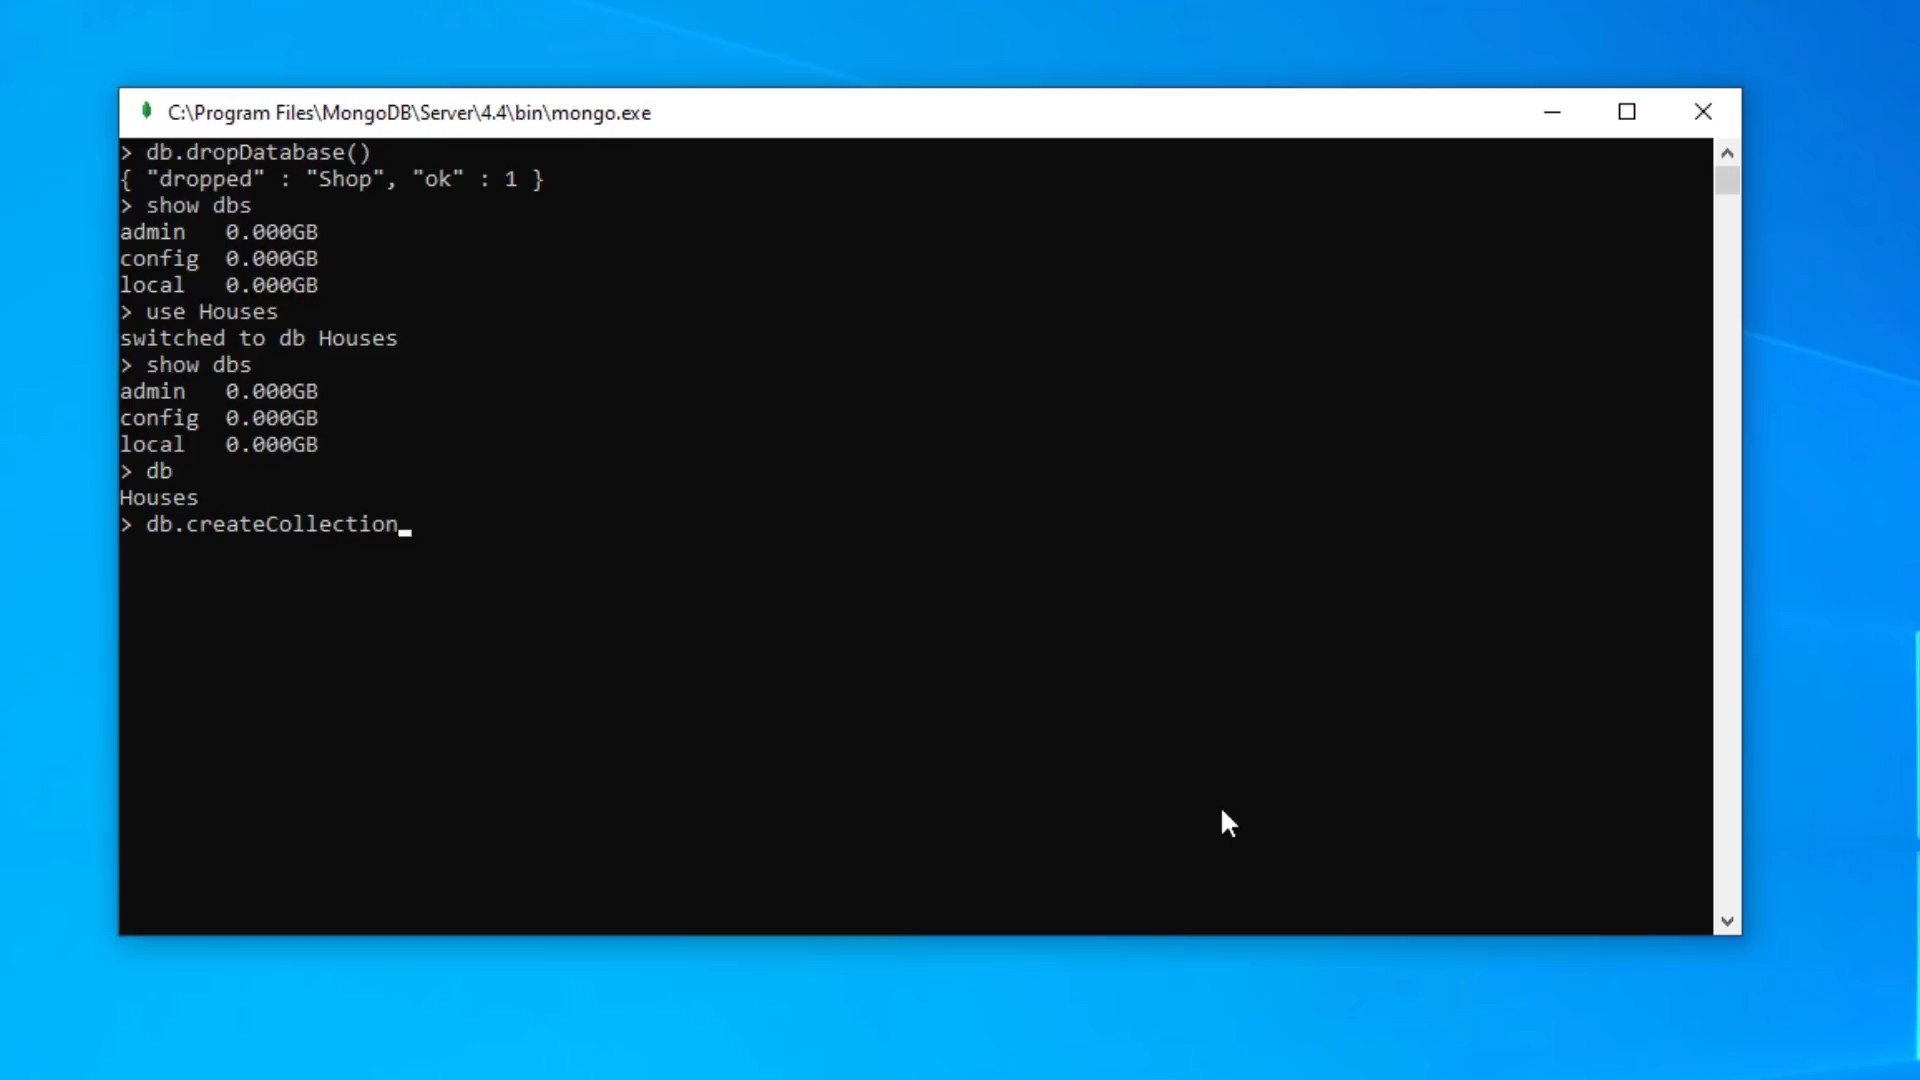 C:\Program Files\MongoDB\Server\4.4\bin\mongo.exe
> db.dropDatabase()
{ "dropped" : "Shop", "ok" : 1 }
> show dbs
admin   0.000GB
config  0.000GB
local   0.000GB
> use Houses
switched to db Houses
> show dbs
admin   0.000GB
config  0.000GB
local   0.000GB
> db
Houses
> db.createCollection